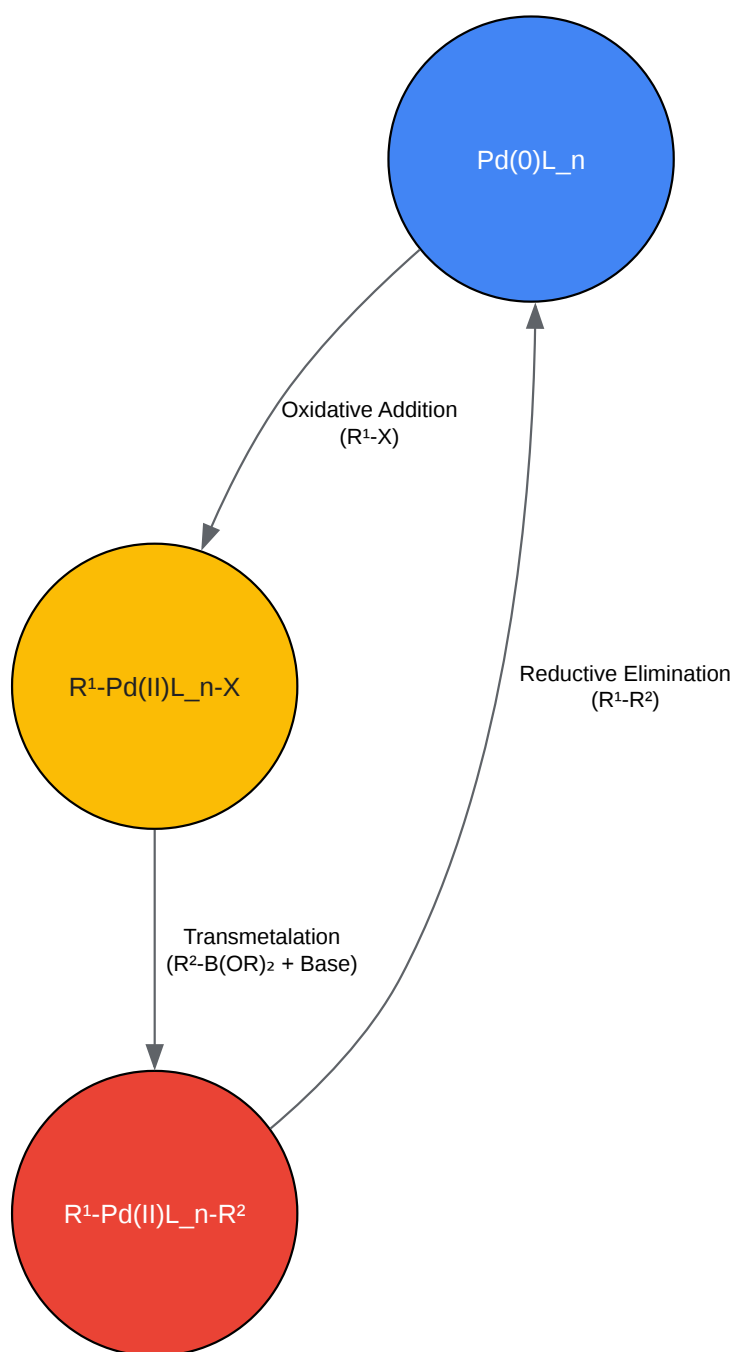 Pd(0)L_n
Oxidative Addition
(R¹-X)
R¹-Pd(II)L_n-X
Reductive Elimination
(R¹-R²)
Transmetalation
(R²-B(OR)₂ + Base)
R¹-Pd(II)L_n-R²